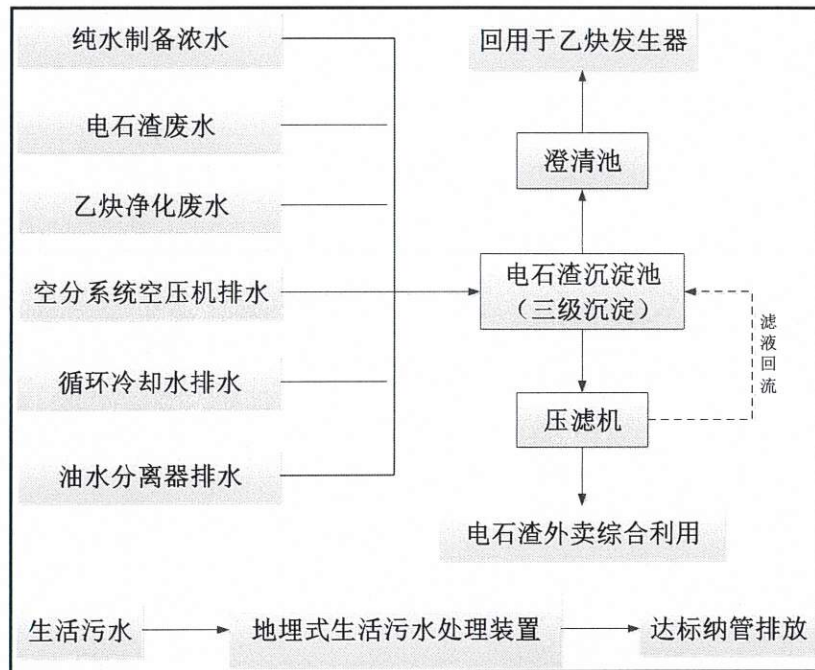 纯水制备浓水
电石渣废水
乙炔净化废水
空分系统空压机排水
循环冷却水排水
油水分离器排水
回用于乙炔发生器
澄清池
电石渣沉淀池
（三级沉淀）
滤液回流
压滤机
电石渣外卖综合利用
生活污水
地埋式生活污水处理装置
达标纳管排放